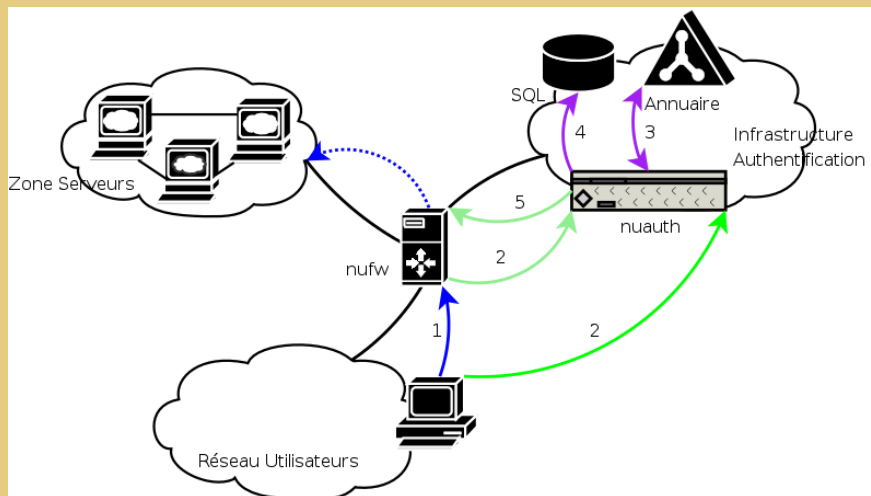 SQL
Annuaire
4
3
Infrastructure
Authentification
Zone Serveurs
5
nuauth
2
nufw
1
2
Réseau Utilisateurs